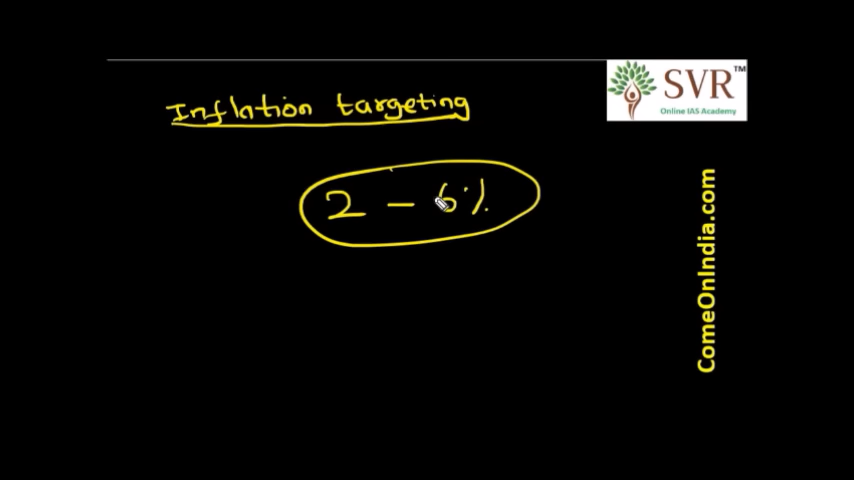 Inflation targeting
SVR™
Online IAS Academy
2 - 6%
ComeOnIndia.com